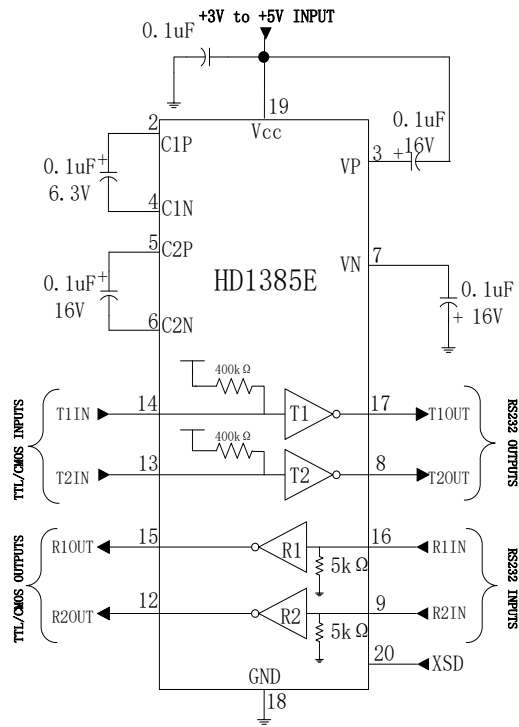 +3V to +5V INPUT
0.1uF
19
Vcc
2
C1P
0.1uF
+
16V
3
VP
0.1uF
+
6.3V
4
C1N
5
C2P
VN
7
HD1385E
0.1uF
+
16V
0.1uF
+ 16V
6
C2N
400kΩ
TTL/CMOS INPUTS
T1IN
14
T1
17
T1OUT
RS232 OUTPUTS
400kΩ
T2IN
13
T2
8
T2OUT
TTL/CMOS OUTPUTS
R1OUT
15
R1
16
R1IN
RS232 INPUTS
5kΩ
R2OUT
12
R2
9
R2IN
5kΩ
20
XSD
GND
18